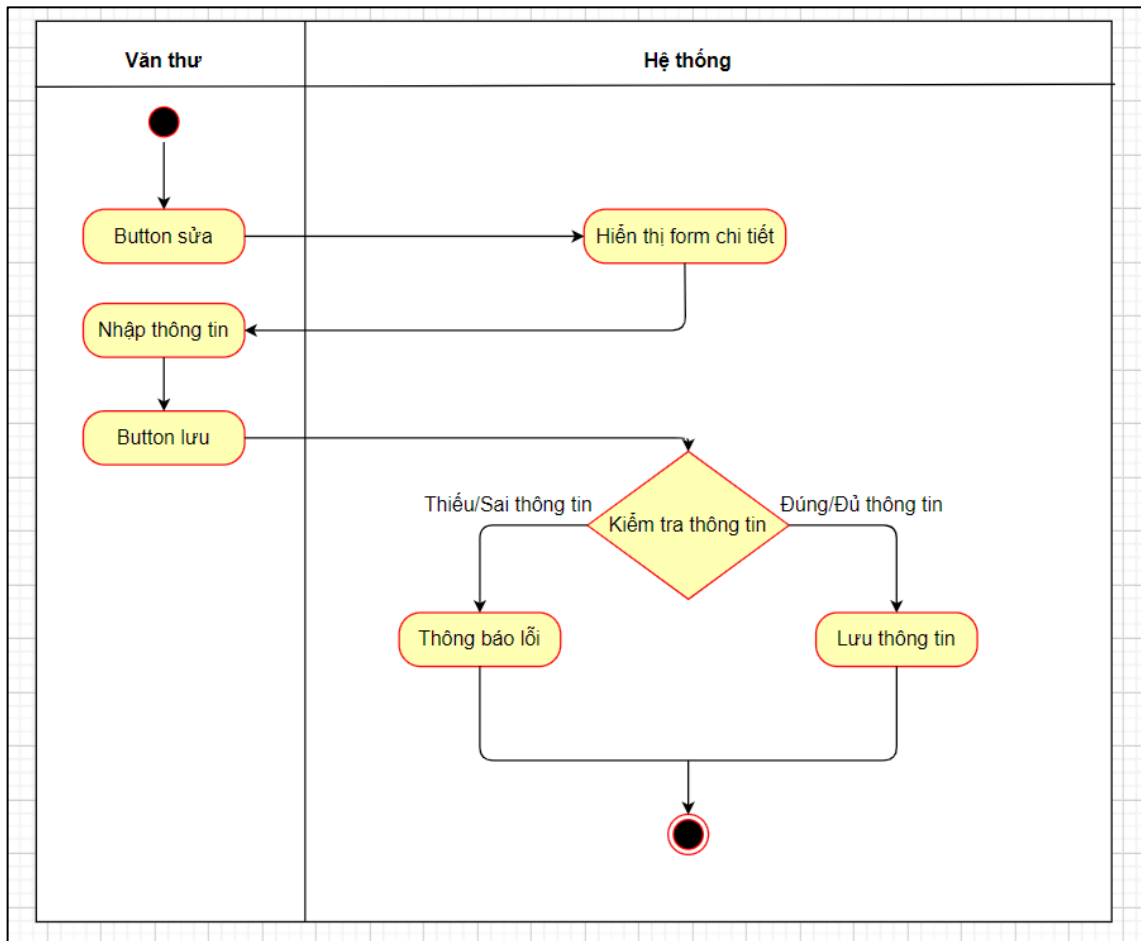 Văn thư
Hệ thống
Button sửa
Hiển thị form chi tiết
Nhập thông tin
Button lưu
Thiếu/Sai thông tin
Đúng/Đủ thông tin
Kiểm tra thông tin
Thông báo lỗi
Lưu thông tin